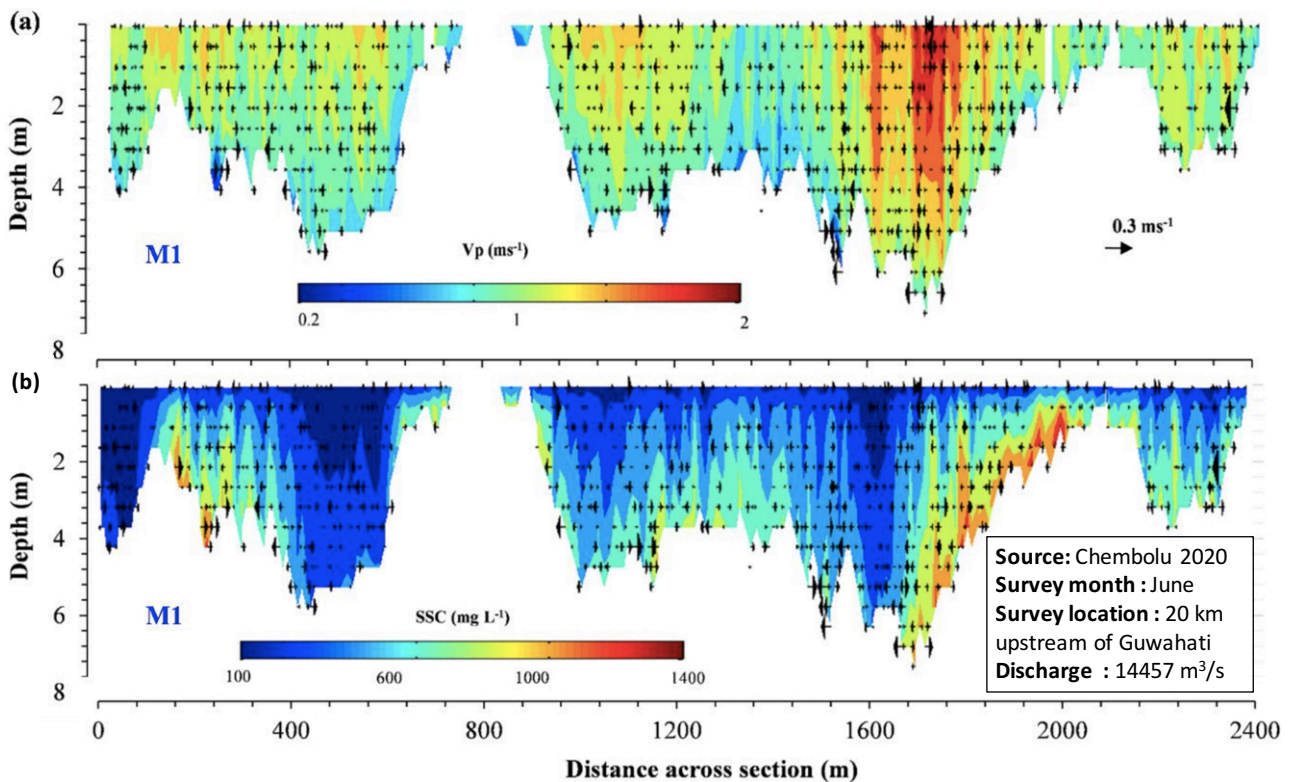 (a)
Depth (m)
2
4
6
8
M1
Vp (ms⁻¹)
0.2
1
2
0.3 ms⁻¹
(b)
Depth (m)
2
4
6
8
M1
SSC (mg L⁻¹)
100
600
1000
1400
Source: Chembolu 2020
Survey month : June
Survey location : 20 km
upstream of Guwahati
Discharge : 14457 m³/s
0 400 800 1200 1600 2000 2400
Distance across section (m)